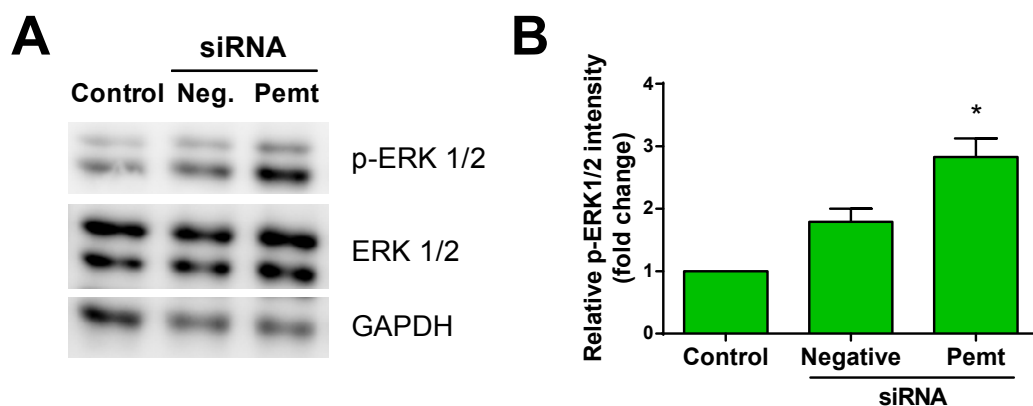 A
siRNA
Control Neg. Pemt
p-ERK 1/2
ERK 1/2
GAPDH
B
Relative p-ERK1/2 intensity
(fold change)
4
3
2
1
0
*
Control Negative Pemt
siRNA